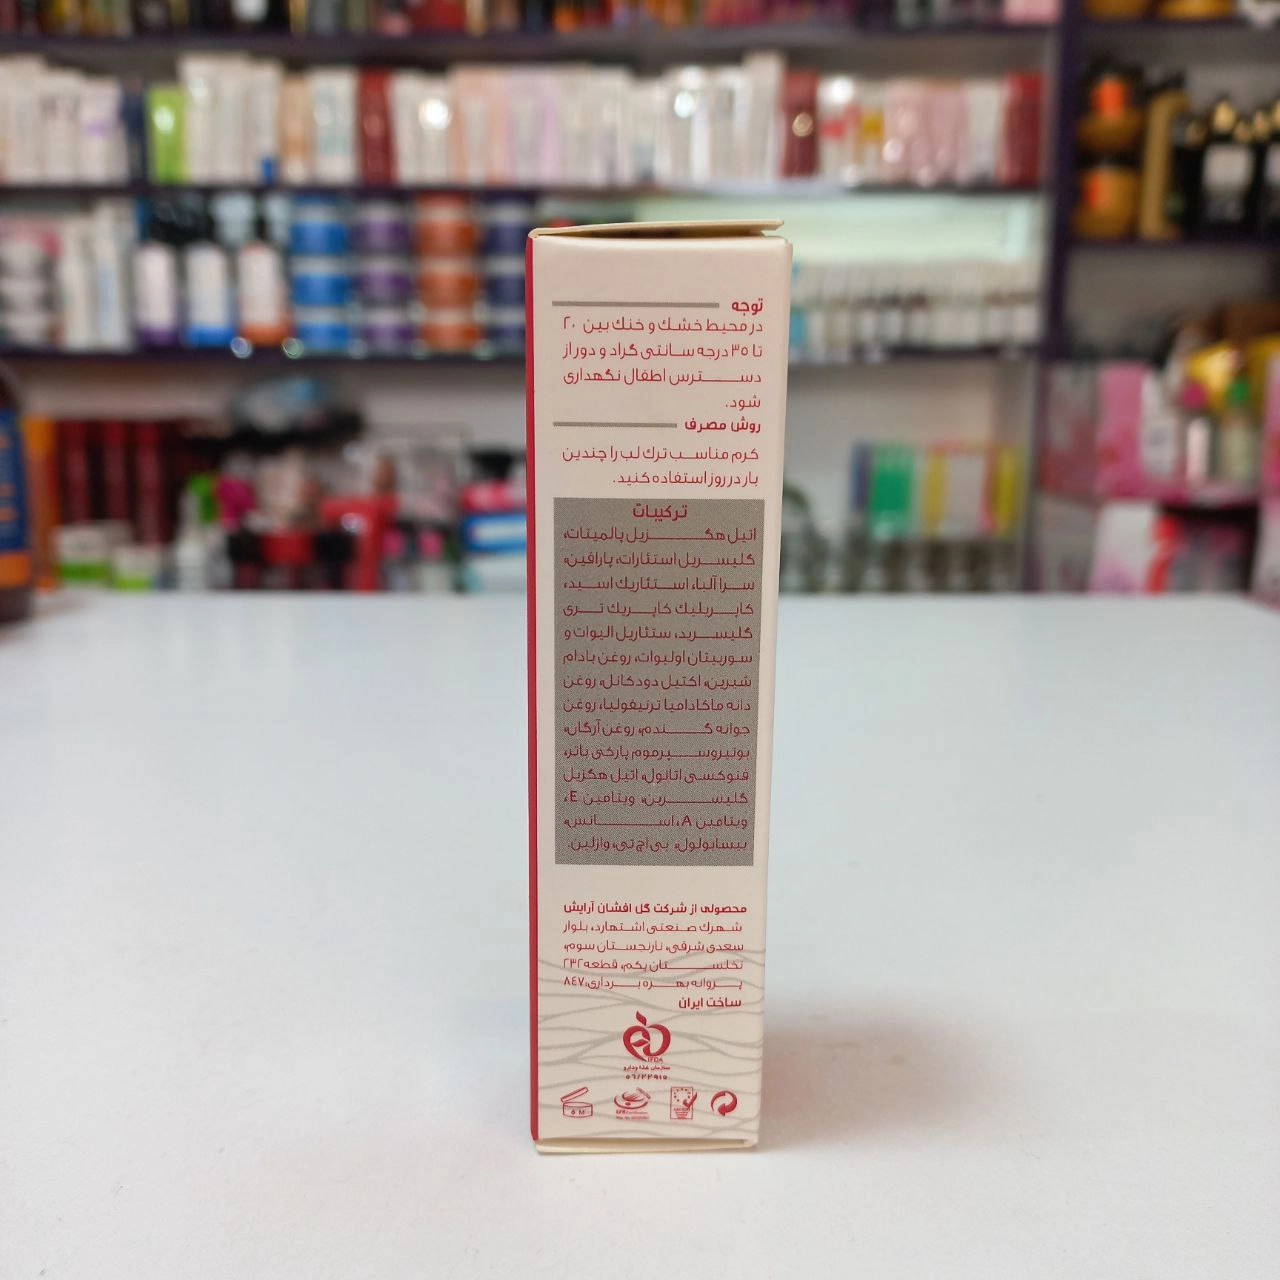 توجه
در محیط خشک و خنک بین ۲۰
تا ۳۵ درجه سانتی گراد و دور از
دسترس اطفال نگهداری
شود.
روش مصرف
کرم مناسب ترک لب را چندین
بار در روز استفاده کنید.
ترکیبات
اتیل هگزیل پالمیتات،
گلیسریل استئارات، پارافین،
سرا آلبا، استئاریک اسید،
کاپریلیک کاپریک تری
گلیسرید، ستئاریل الیوات و
سوربیتان اولیوات، روغن بادام
شیرین، اکتیل دودکانل، روغن
دانه ماکادامیا ترنیفولیا، روغن
جوانه گندم، روغن آرگان،
بوتیروسپرموم پارکی باتر،
فنوکسی اتانول، اتیل هگزیل
گلیسرین، ویتامین E،
ویتامین A، اسانس،
بیسابولول، بی اچ تی، وازلین.
محصولی از شرکت گل افشان آرایش
شهرک صنعتی اشتهارد، بلوار
سعدی شرقی، نارنجستان سوم،
نخلستان یکم، قطعه ۲۳۲
پروانه بهره برداری: ۸۴۷
ساخت ایران
IFDA
سازمان غذا و دارو
۵۶/۲۲۹۱۵